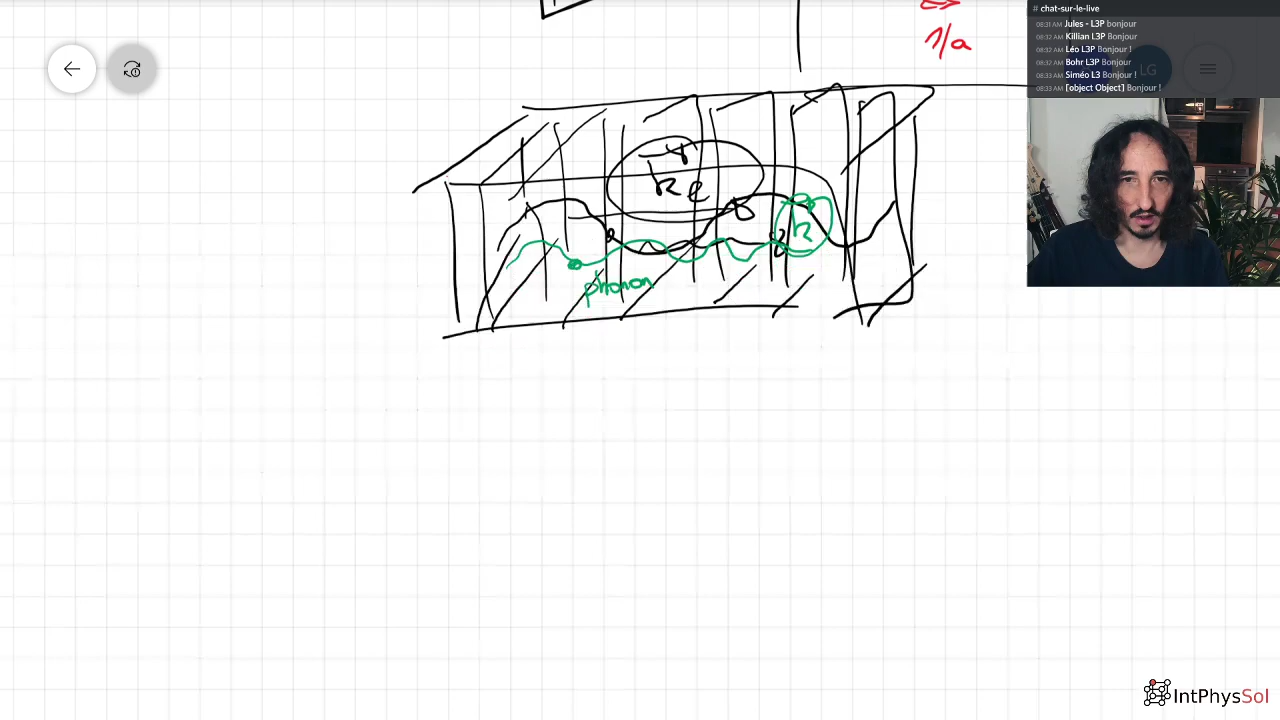 # chat-sur-le-live
08:31 AM Jules - L3P bonjour
08:32 AM Killian L3P Bonjour
08:32 AM Léo L3P Bonjour !
08:32 AM Bohr L3P Bonjour
08:33 AM Siméo L3 Bonjour !
08:33 AM [object Object] Bonjour !
1/a
LG
k e
k
phonon
IntPhysSol